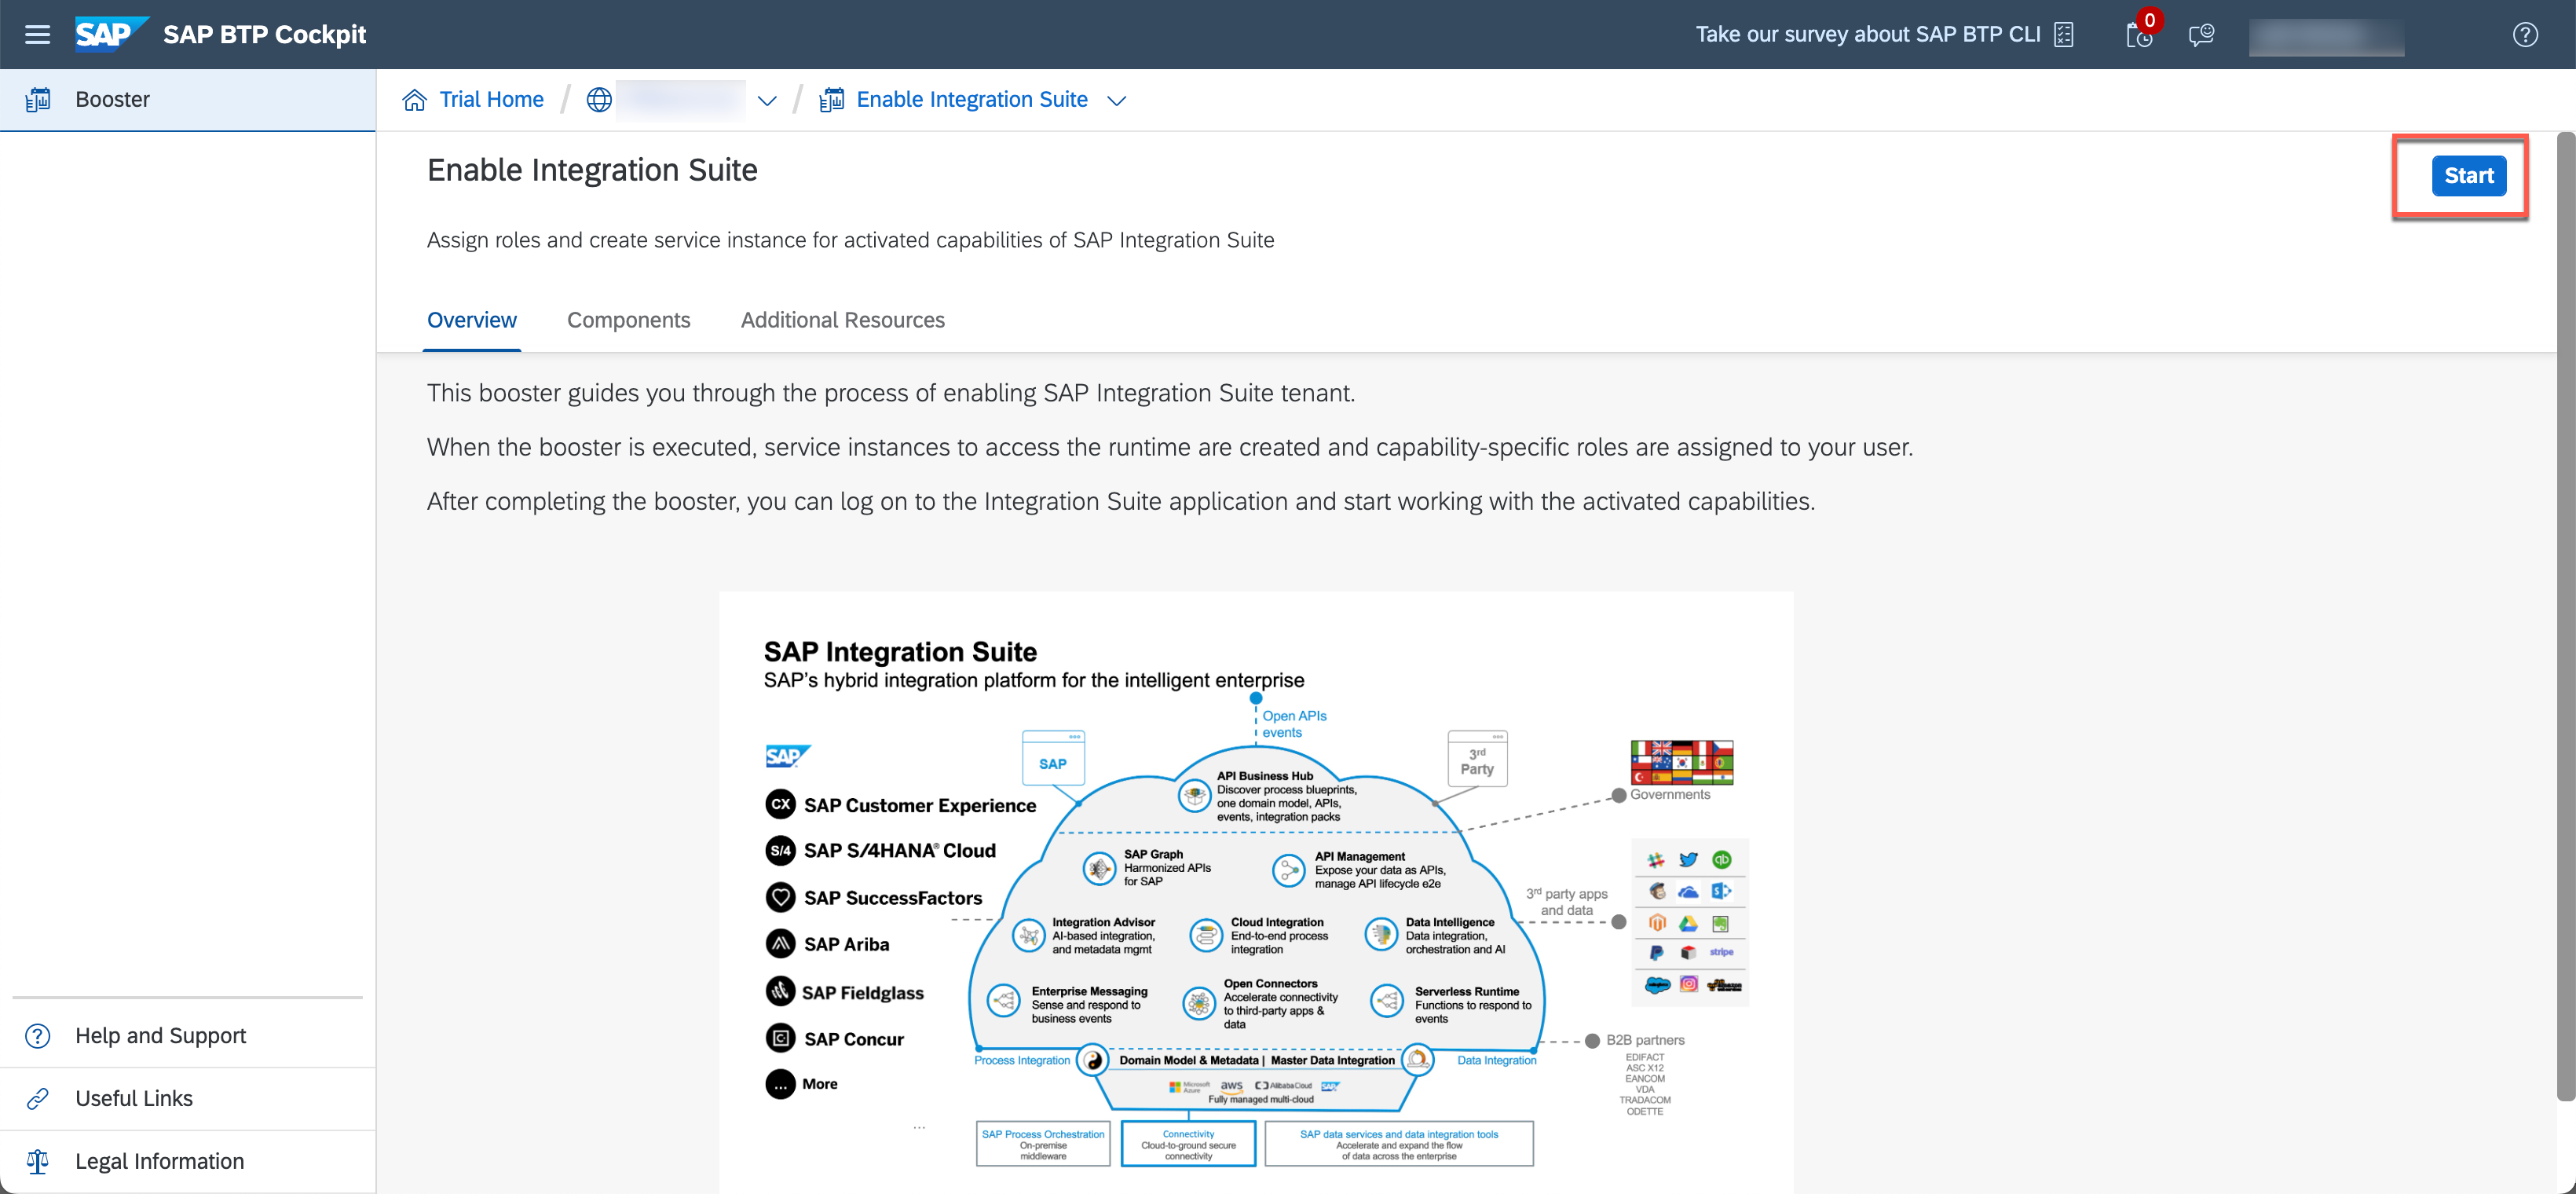 SAP
SAP BTP Cockpit
Take our survey about SAP BTP CLI
0
Booster
Trial Home
/
/
Enable Integration Suite
Enable Integration Suite
Start
Assign roles and create service instance for activated capabilities of SAP Integration Suite
Overview
Components
Additional Resources
This booster guides you through the process of enabling SAP Integration Suite tenant.
When the booster is executed, service instances to access the runtime are created and capability-specific roles are assigned to your user.
After completing the booster, you can log on to the Integration Suite application and start working with the activated capabilities.
SAP Integration Suite
SAP's hybrid integration platform for the intelligent enterprise
Open APIs
events
SAP
CX SAP Customer Experience
S/4 SAP S/4HANA® Cloud
SAP SuccessFactors
SAP Ariba
SAP Fieldglass
SAP Concur
... More
...
SAP
3rd
Party
API Business Hub
Discover process blueprints,
one domain model, APIs,
events, integration packs
SAP Graph
Harmonized APIs
for SAP
API Management
Expose your data as APIs,
manage API lifecycle e2e
Integration Advisor
AI-based integration,
and metadata mgmt
Cloud Integration
End-to-end process
integration
Data Intelligence
Data integration,
orchestration and AI
Enterprise Messaging
Sense and respond to
business events
Open Connectors
Accelerate connectivity
to third-party apps &
data
Serverless Runtime
Functions to respond to
events
Process Integration
Domain Model & Metadata | Master Data Integration
Data Integration
Microsoft
Azure
aws
Alibaba Cloud
SAP
Fully managed multi-cloud
SAP Process Orchestration
On-premise
middleware
Connectivity
Cloud-to-ground secure
connectivity
SAP data services and data integration tools
Accelerate and expand the flow
of data across the enterprise
Governments
3rd party apps
and data
qb
stripe
B2B partners
EDIFACT
ASC X12
EANCOM
VDA
TRADACOM
ODETTE
Help and Support
Useful Links
Legal Information